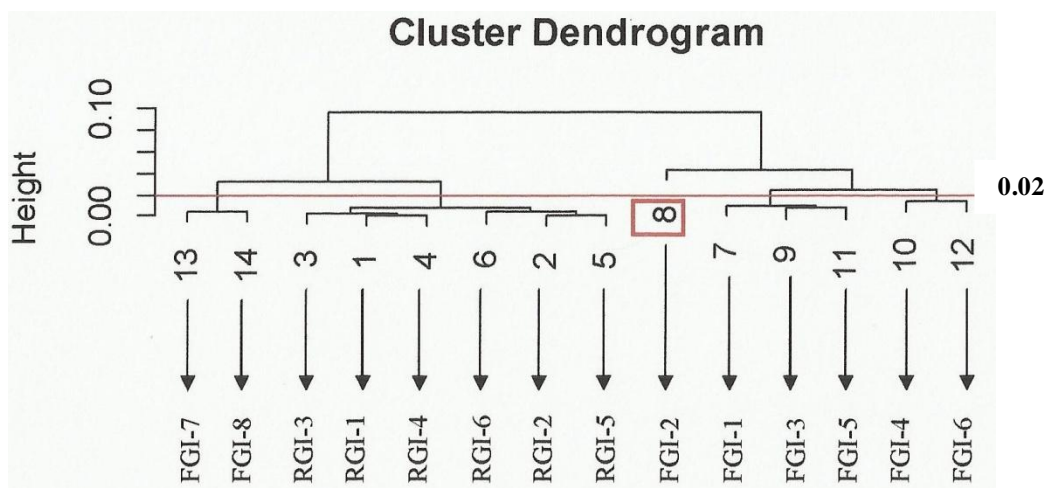 Cluster Dendrogram
Height
0.10
0.00
0.02
13 14 3 1 4 6 2 5 8 7 9 11 10 12
FGI-7 FGI-8 RGI-3 RGI-1 RGI-4 RGI-6 RGI-2 RGI-5 FGI-2 FGI-1 FGI-3 FGI-5 FGI-4 FGI-6